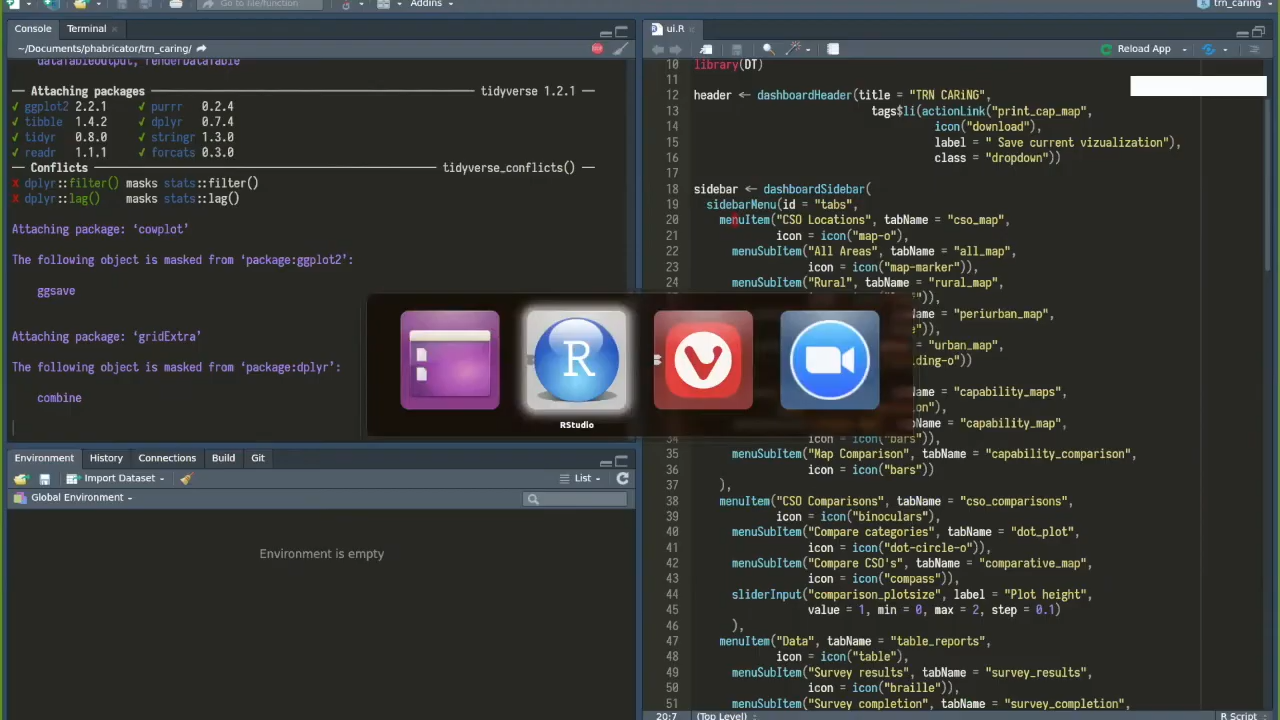 Go to file/function
Addins
trn_caring
Console
Terminal
~/Documents/phabricator/trn_caring/
dataTableOutput, renderDataTable
Attaching packages
tidyverse 1.2.1
✓ ggplot2 2.2.1 ✓ purrr 0.2.4
✓ tibble 1.4.2 ✓ dplyr 0.7.4
✓ tidyr 0.8.0 ✓ stringr 1.3.0
✓ readr 1.1.1 ✓ forcats 0.3.0
Conflicts
tidyverse_conflicts()
x dplyr::filter() masks stats::filter()
x dplyr::lag() masks stats::lag()
Attaching package: ‘cowplot’
The following object is masked from ‘package:ggplot2’:
ggsave
Attaching package: ‘gridExtra’
The following object is masked from ‘package:dplyr’:
combine
Environment
History
Connections
Build
Git
Import Dataset
List
Global Environment
Environment is empty
ui.R
Reload App
10 library(DT)
11
12 header <- dashboardHeader(title = "TRN CARiNG",
13 tags$li(actionLink("print_cap_map",
14 icon("download"),
15 label = " Save current vizualization"),
16 class = "dropdown"))
17
18 sidebar <- dashboardSidebar(
19 sidebarMenu(id = "tabs",
20 menuItem("CSO Locations", tabName = "cso_map",
21 icon = icon("map-o"),
22 menuSubItem("All Areas", tabName = "all_map",
23 icon = icon("map-marker")),
24 menuSubItem("Rural", tabName = "rural_map",
")),
= "periurban_map",
")),
= "urban_map",
lding-o"))
= "capability_maps",
on"),
= "capability_map",
34 icon = icon("bars")),
35 menuSubItem("Map Comparison", tabName = "capability_comparison",
36 icon = icon("bars"))
37 ),
38 menuItem("CSO Comparisons", tabName = "cso_comparisons",
39 icon = icon("binoculars"),
40 menuSubItem("Compare categories", tabName = "dot_plot",
41 icon = icon("dot-circle-o")),
42 menuSubItem("Compare CSO's", tabName = "comparative_map",
43 icon = icon("compass")),
44 sliderInput("comparison_plotsize", label = "Plot height",
45 value = 1, min = 0, max = 2, step = 0.1)
46 ),
47 menuItem("Data", tabName = "table_reports",
48 icon = icon("table"),
49 menuSubItem("Survey results", tabName = "survey_results",
50 icon = icon("braille")),
51 menuSubItem("Survey completion", tabName = "survey_completion",
20:7 (Top Level)
R Script
R
RStudio